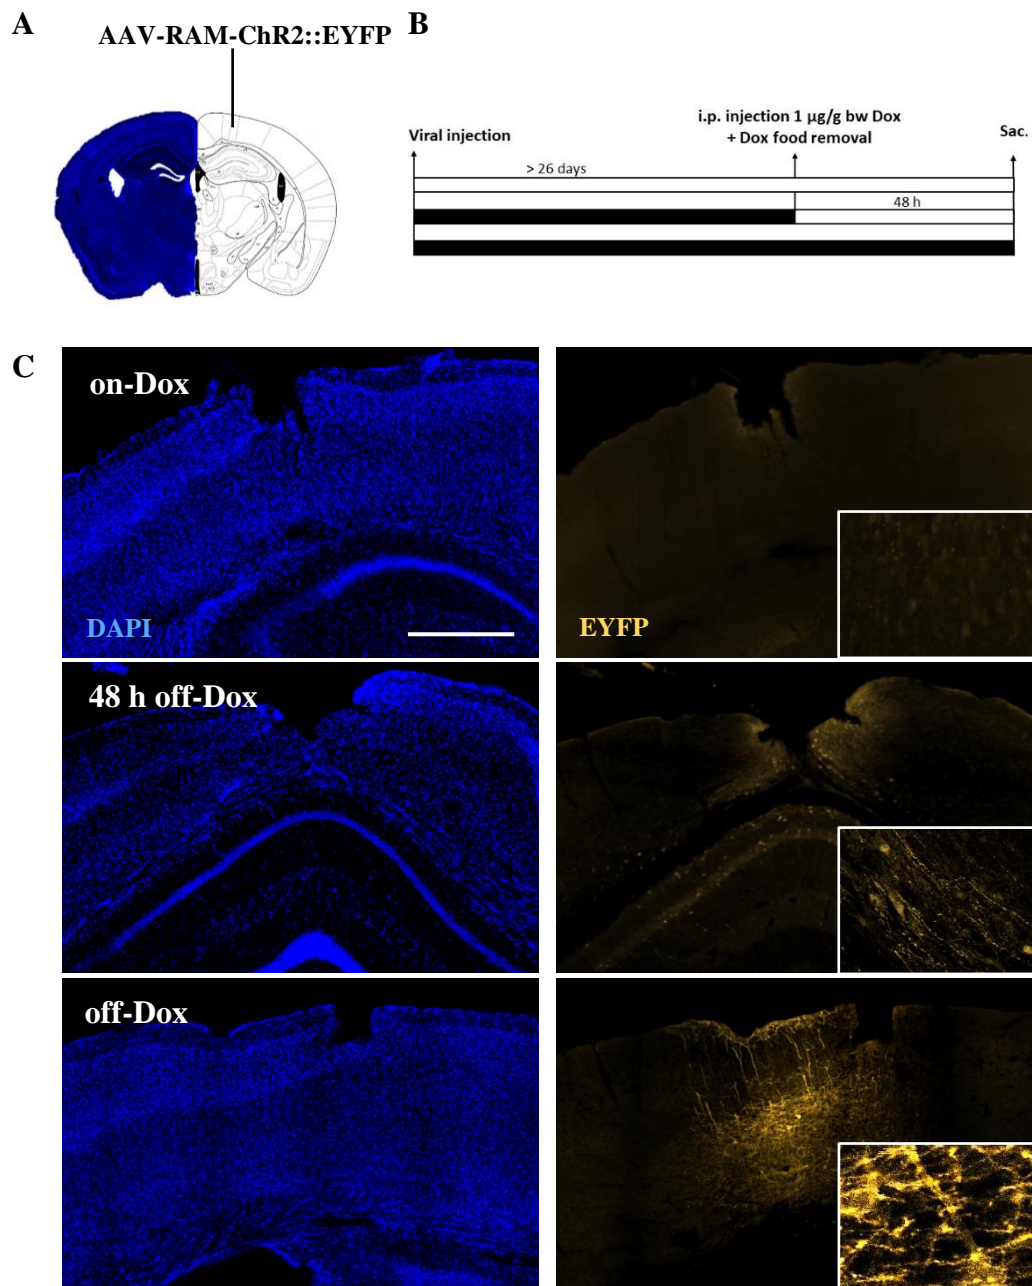 A
AAV-RAM-ChR2::EYFP
B
Viral injection
i.p. injection 1 µg/g bw Dox
+ Dox food removal
Sac.
> 26 days
48 h
C
on-Dox
DAPI
EYFP
48 h off-Dox
off-Dox